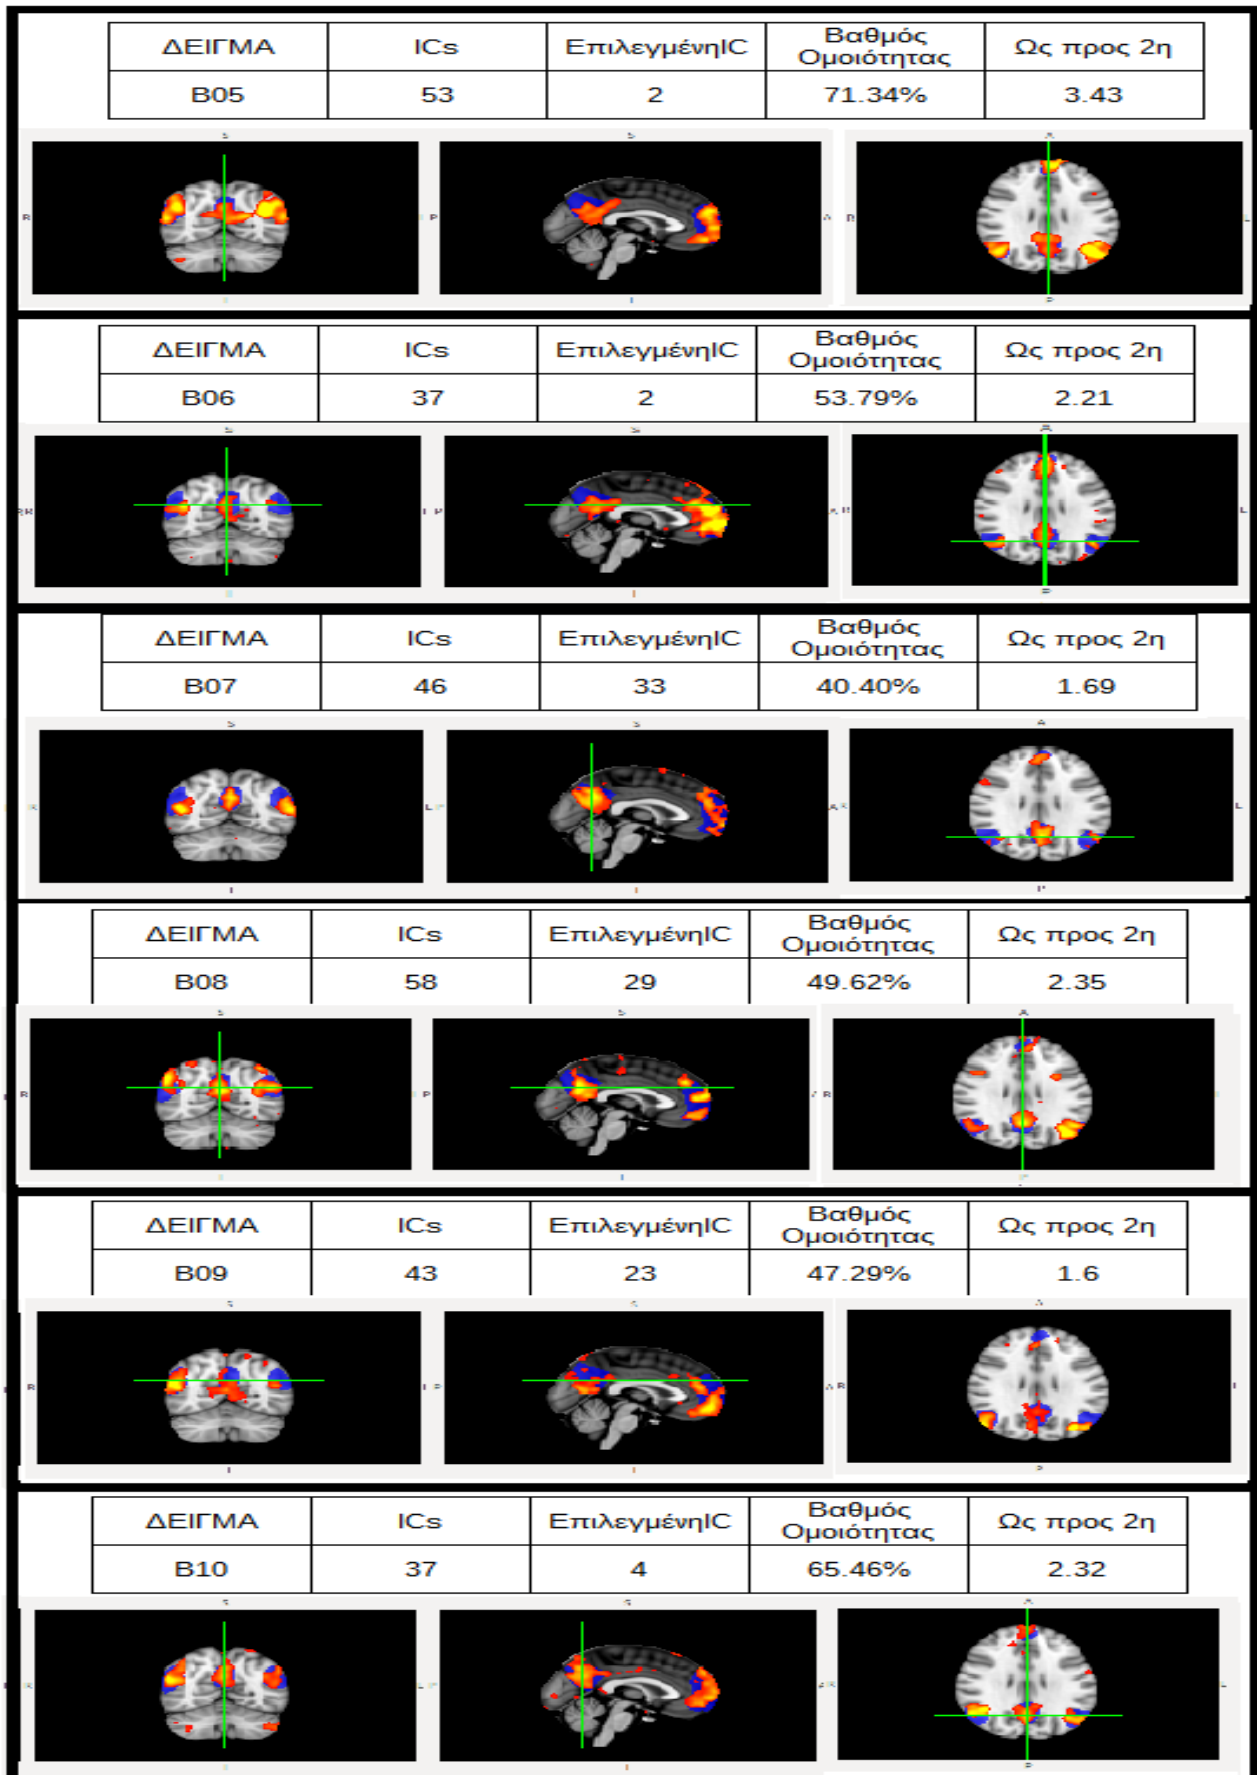 ΔΕΙΓΜΑ ICs ΕπιλεγμένηIC Βαθμός Ομοιότητας Ως προς 2η
B05 53 2 71.34% 3.43
S S A
R P A R
I I P
ΔΕΙΓΜΑ ICs ΕπιλεγμένηIC Βαθμός Ομοιότητας Ως προς 2η
B06 37 2 53.79% 2.21
S S A
L
I P
ΔΕΙΓΜΑ ICs ΕπιλεγμένηIC Βαθμός Ομοιότητας Ως προς 2η
B07 46 33 40.40% 1.69
S S A
R L A R L
I I
ΔΕΙΓΜΑ ICs ΕπιλεγμένηIC Βαθμός Ομοιότητας Ως προς 2η
B08 58 29 49.62% 2.35
S S A
R P R
I
ΔΕΙΓΜΑ ICs ΕπιλεγμένηIC Βαθμός Ομοιότητας Ως προς 2η
B09 43 23 47.29% 1.6
S S A
R P A R
I I P
ΔΕΙΓΜΑ ICs ΕπιλεγμένηIC Βαθμός Ομοιότητας Ως προς 2η
B10 37 4 65.46% 2.32
S S A
R L
I P